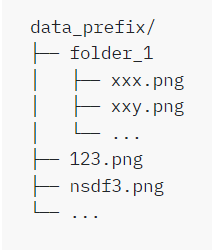 data_prefix/
├── folder_1
│   ├── xxx.png
│   ├── xxy.png
│   └── ...
├── 123.png
├── nsdf3.png
└── ...